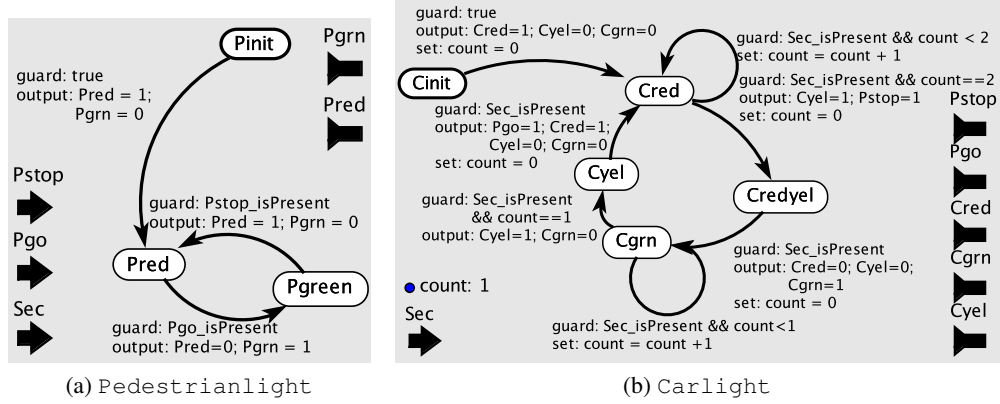 Pinit
guard: true
output: Pred = 1;
Pgrn = 0
Pgrn
Pred
Pstop
Pgo
Sec
guard: Pstop_isPresent
output: Pred = 1; Pgrn = 0
Pred
Pgreen
guard: Pgo_isPresent
output: Pred=0; Pgrn = 1
(a) Pedestrianlight
guard: true
output: Cred=1; Cyel=0; Cgrn=0
set: count = 0
Cinit
Cred
guard: Sec_isPresent && count < 2
set: count = count + 1
guard: Sec_isPresent && count==2
output: Cyel=1; Pstop=1
set: count = 0
guard: Sec_isPresent
output: Pgo=1; Cred=1;
Cyel=0; Cgrn=0
set: count = 0
Cyel
Credyel
guard: Sec_isPresent
&& count==1
output: Cyel=1; Cgrn=0
Cgrn
guard: Sec_isPresent
output: Cred=0; Cyel=0;
Cgrn=1
set: count = 0
count: 1
Sec
guard: Sec_isPresent && count<1
set: count = count +1
Pstop
Pgo
Cred
Cgrn
Cyel
(b) Carlight